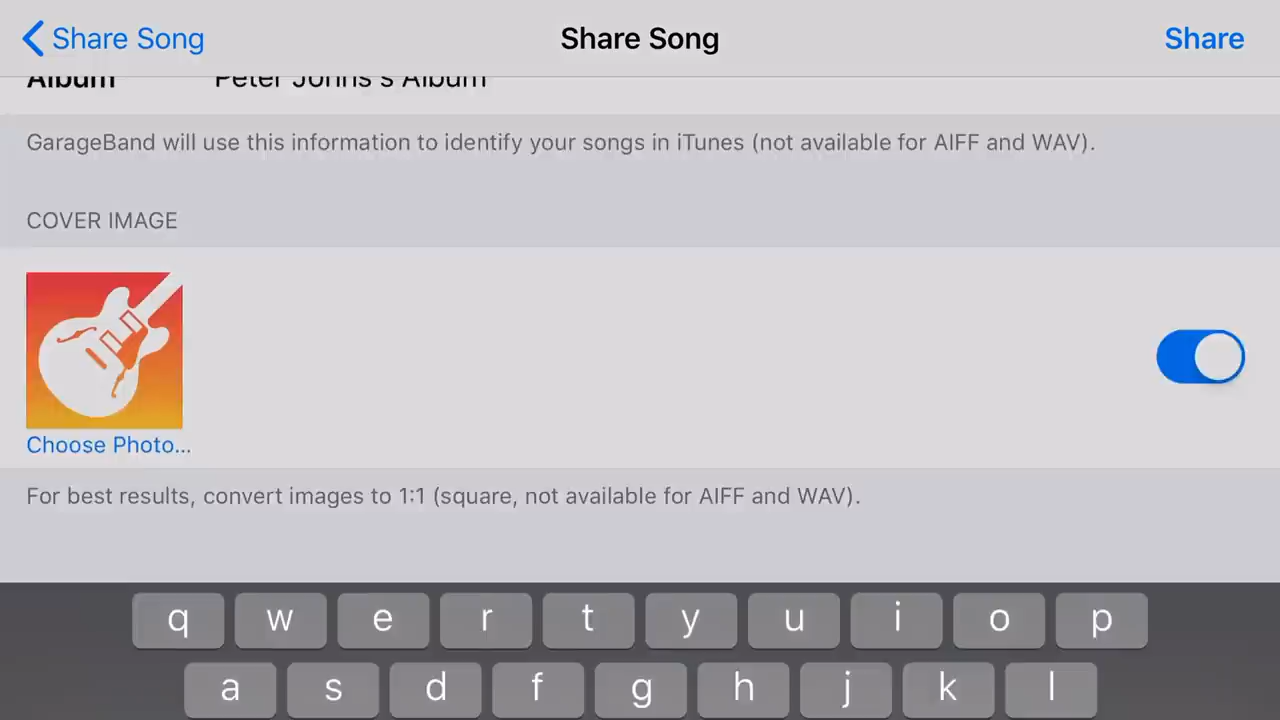 Share Song
Share Song
Share
Album Peter Johns's Album
GarageBand will use this information to identify your songs in iTunes (not available for AIFF and WAV).
COVER IMAGE
Choose Photo...
For best results, convert images to 1:1 (square, not available for AIFF and WAV).
q w e r t y u i o p
a s d f g h j k l